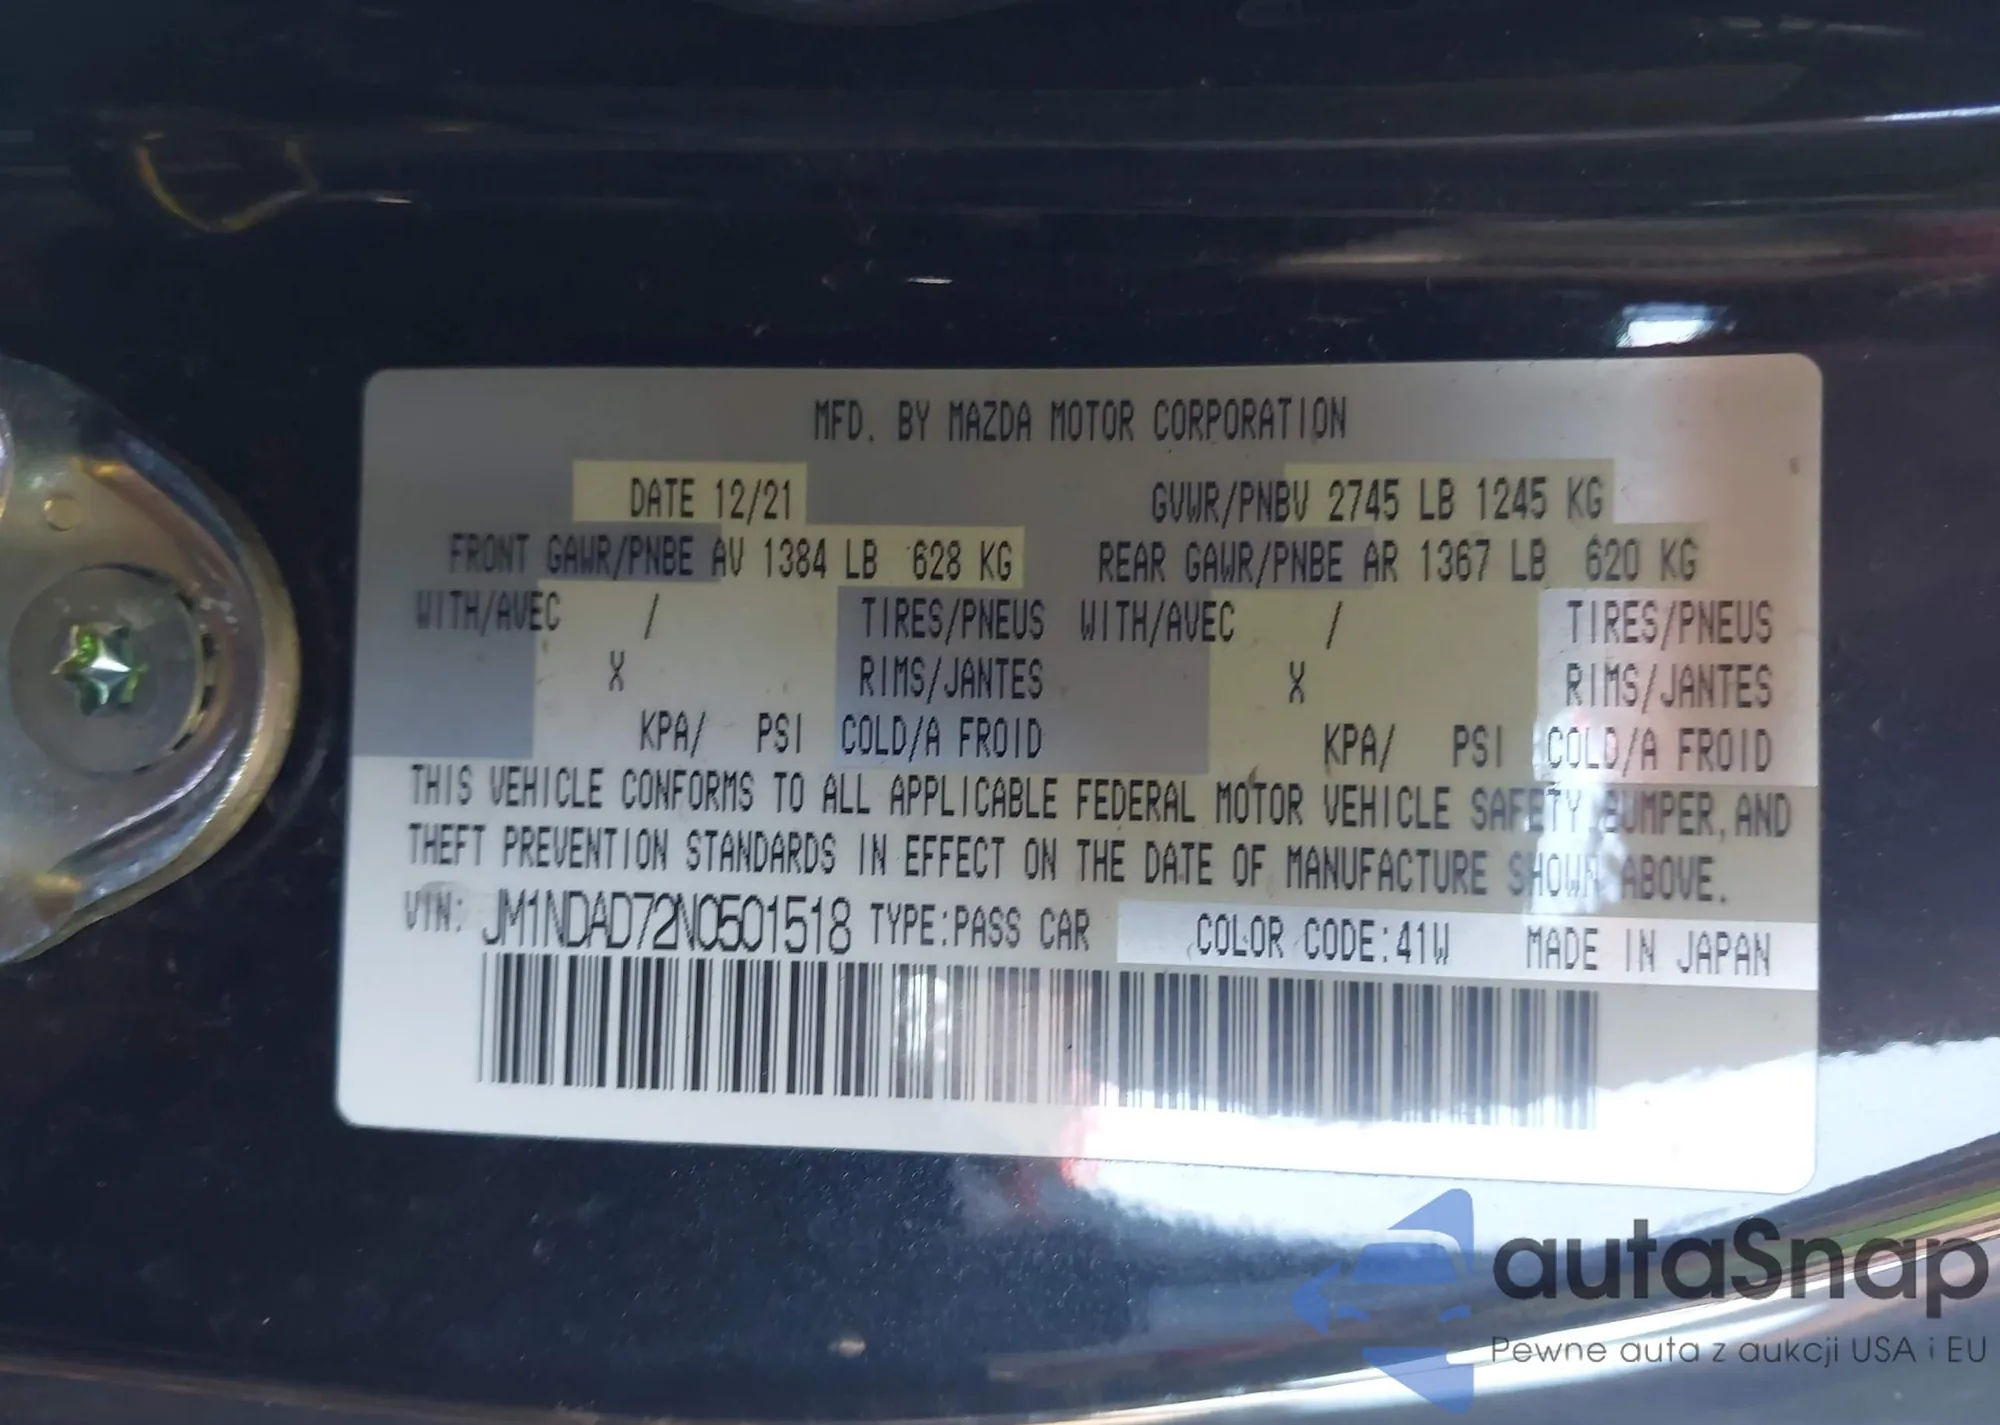 MFD. BY MAZDA MOTOR CORPORATION
DATE 12/21 GVWR/PNBV 2745 LB 1245 KG
FRONT GAWR/PNBE AV 1384 LB 628 KG REAR GAWR/PNBE AR 1367 LB 620 KG
WITH/AVEC / TIRES/PNEUS WITH/AVEC / TIRES/PNEUS
X RIMS/JANTES X RIMS/JANTES
KPA/ PSI COLD/A FROID KPA/ PSI COLD/A FROID
THIS VEHICLE CONFORMS TO ALL APPLICABLE FEDERAL MOTOR VEHICLE SAFETY BUMPER, AND
THEFT PREVENTION STANDARDS IN EFFECT ON THE DATE OF MANUFACTURE SHOWN ABOVE.
VIN: JM1NDAD72N0501518 TYPE:PASS CAR COLOR CODE:41W MADE IN JAPAN
autaSnap
Pewne auta z aukcji USA i EU